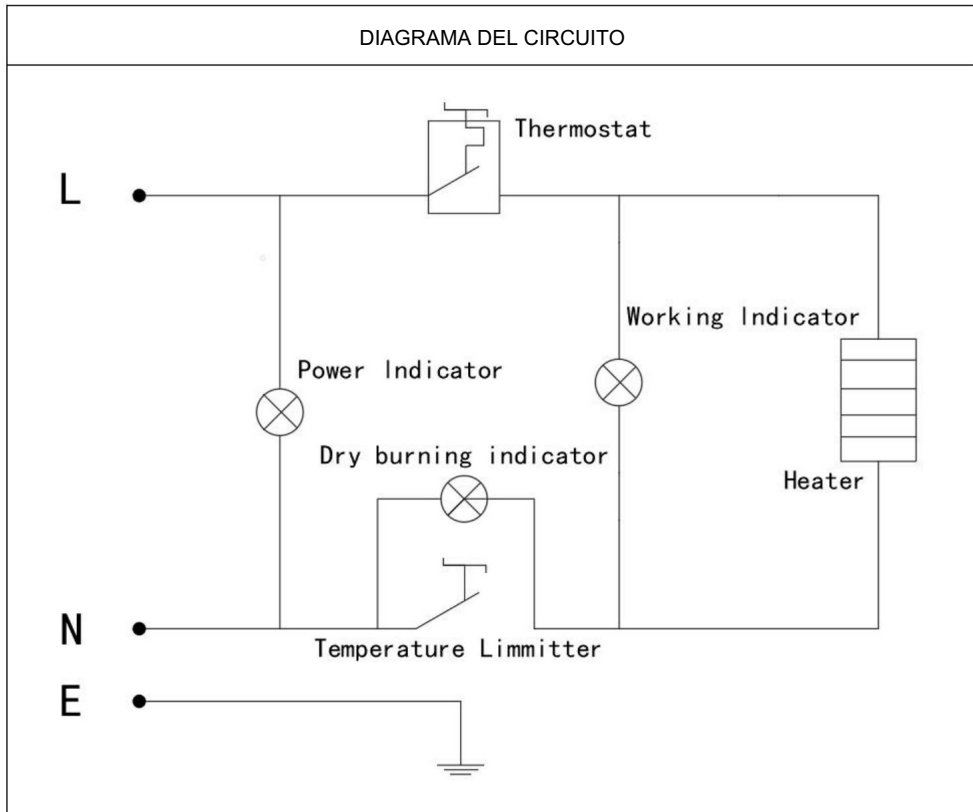 DIAGRAMA DEL CIRCUITO
Thermostat
L
Working Indicator
Power Indicator
Dry burning indicator
Heater
N
Temperature Limmitter
E